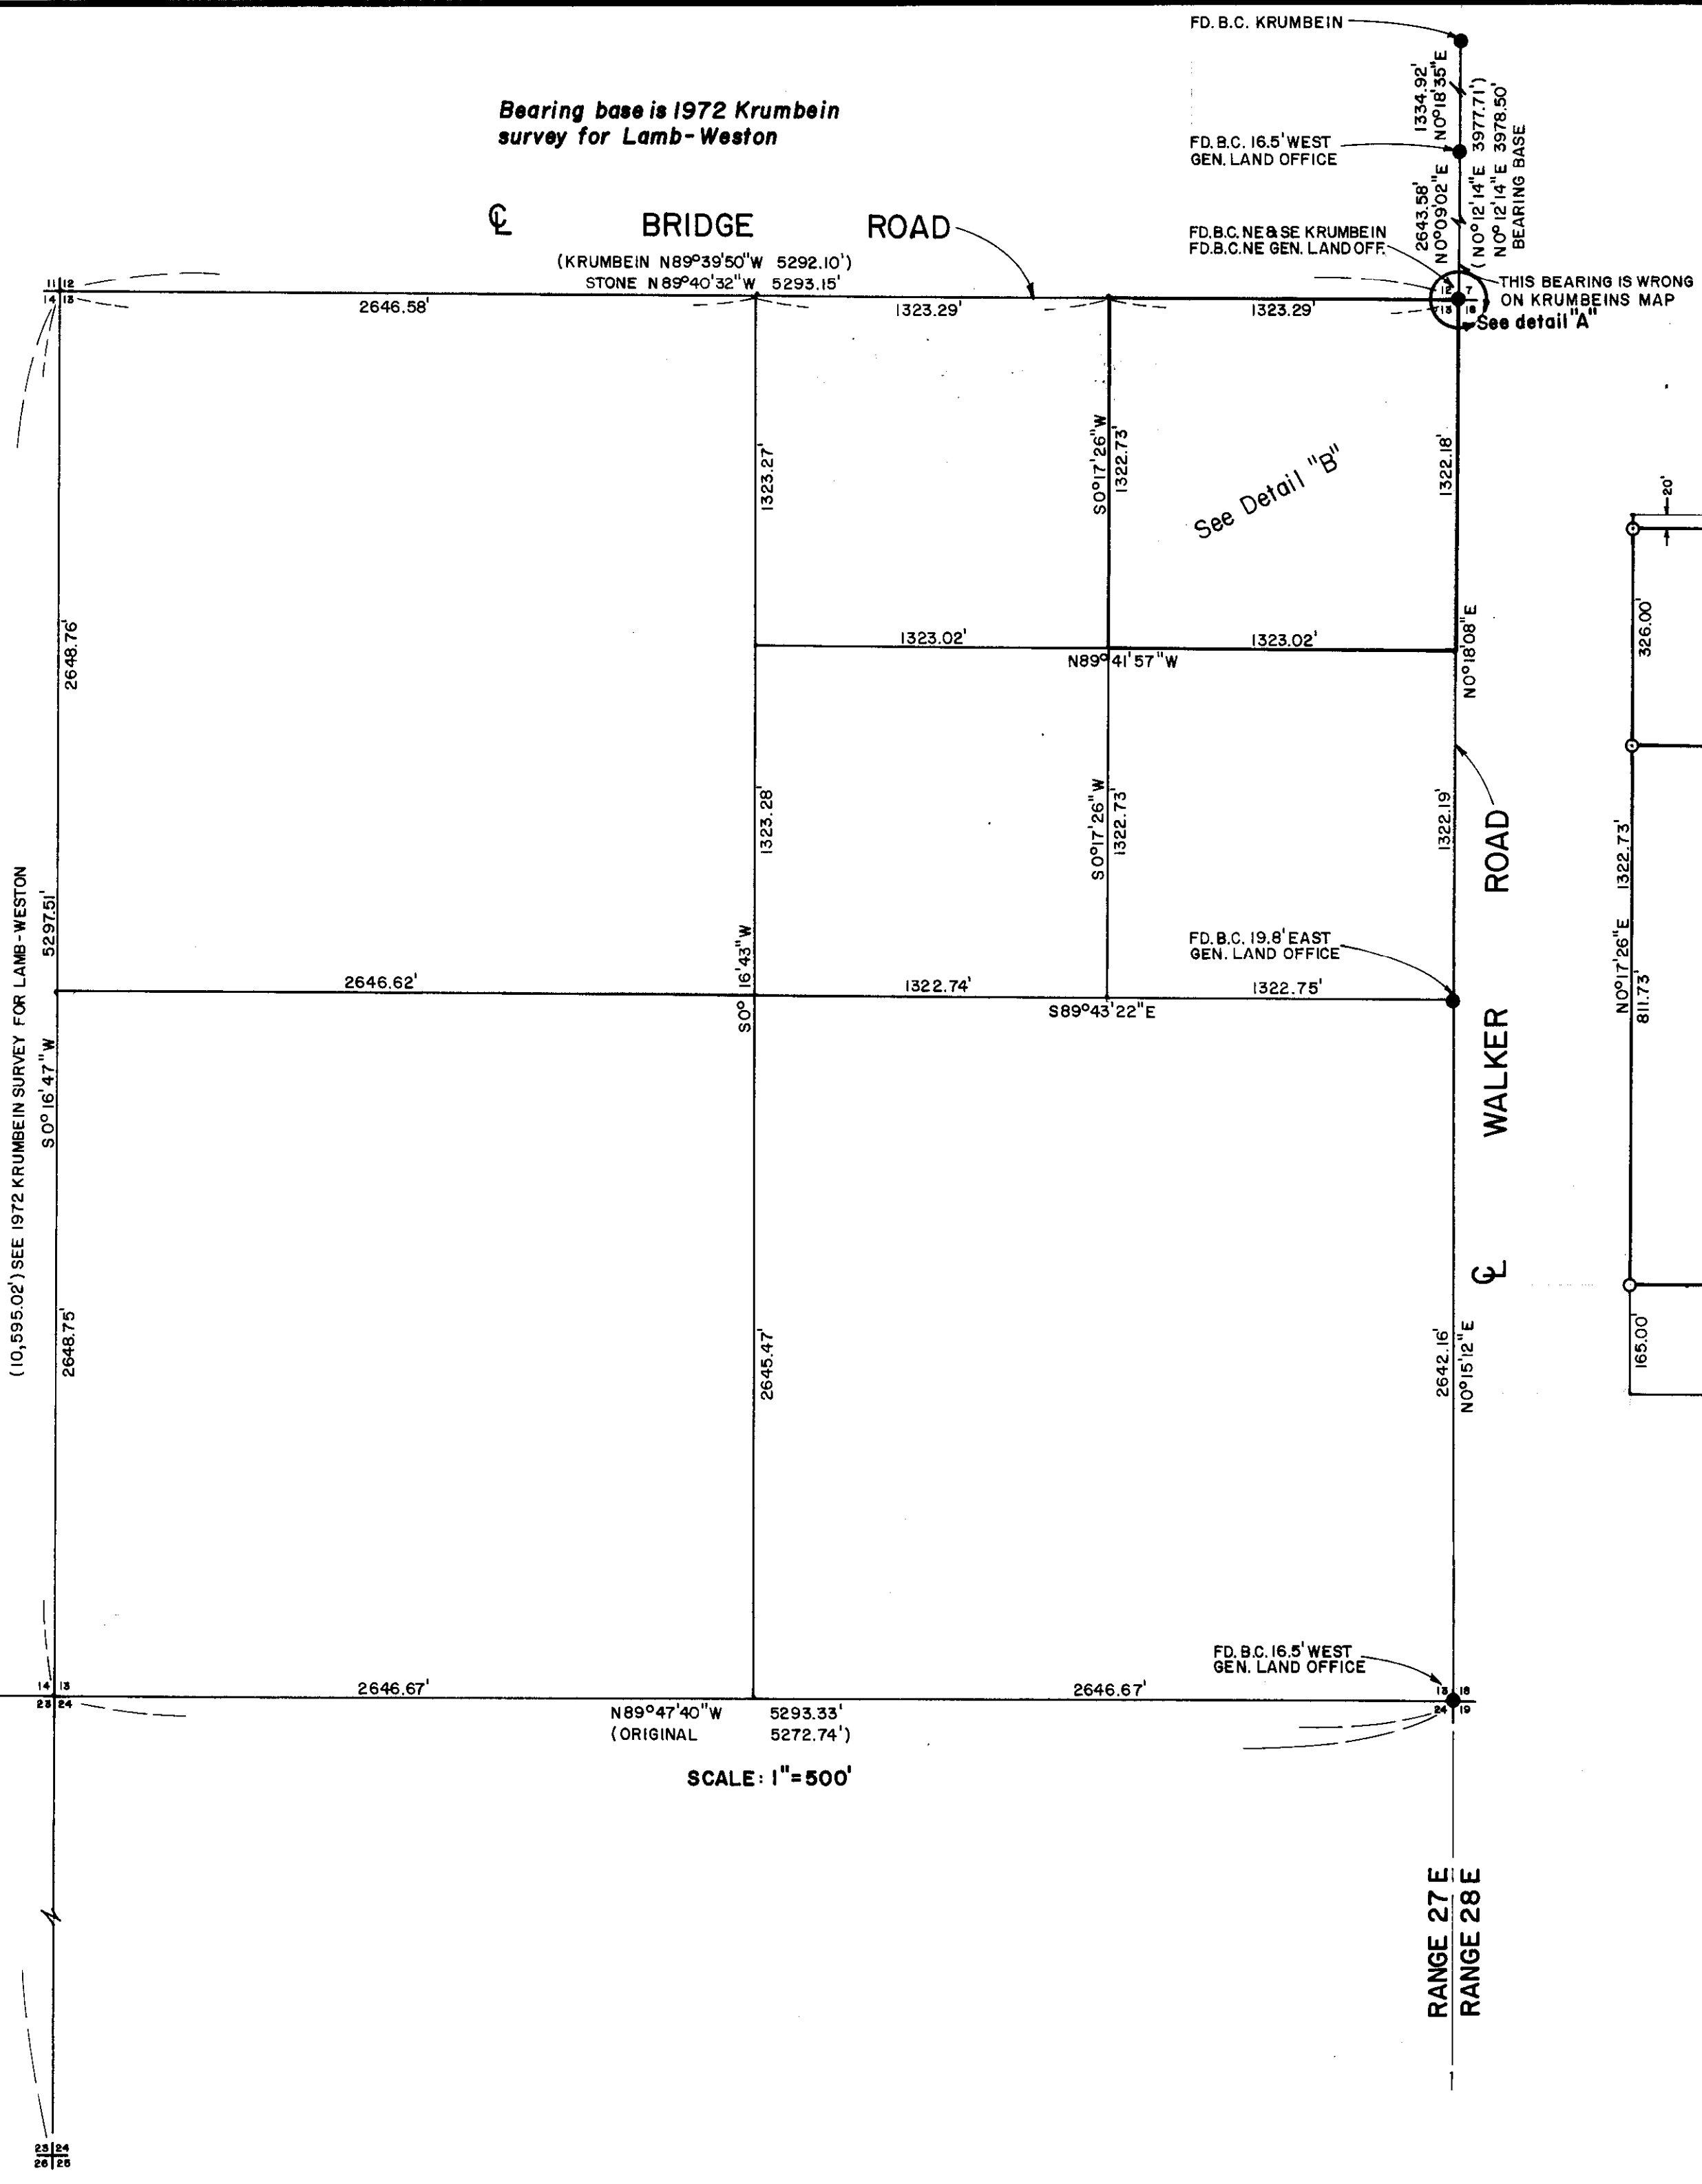 FD. B.C. KRUMBEIN
1334.92'
N0°18'35"E
Bearing base is 1972 Krumbein
survey for Lamb-Weston
FD. B.C. 16.5' WEST
GEN. LAND OFFICE
2643.58'
N0°09'02"E
(N0°12'14"E 3977.71')
N0°12'14"E 3978.50'
BEARING BASE
℄ BRIDGE ROAD
FD. B.C. NE & SE KRUMBEIN
FD. B.C. NE GEN. LAND OFF.
(KRUMBEIN N89°39'50"W 5292.10')
STONE N89°40'32"W 5293.15'
THIS BEARING IS WRONG
ON KRUMBEINS MAP
See detail "A"
11 12
14 13
12 7
13 18
2646.58'
1323.29'
1323.29'
1323.27'
S0°17'26"W
1322.73'
See Detail "B"
1322.18'
20'
326.00'
2648.76'
1323.02'
1323.02'
N89°41'57"W
N0°18'08"E
1323.28'
S0°17'26"W
1322.73'
1322.19'
WALKER ROAD
℄
N0°17'26"E 1322.73'
811.73'
(10,595.02') SEE 1972 KRUMBEIN SURVEY FOR LAMB-WESTON
S0°16'47"W 5297.51'
FD. B.C. 19.8' EAST
GEN. LAND OFFICE
2646.62'
S0°16'43"W
1322.74'
1322.75'
S89°43'22"E
2648.75'
2645.47'
2642.16'
N0°15'12"E
165.00'
FD. B.C. 16.5' WEST
GEN. LAND OFFICE
14 13
23 24
13 18
24 19
2646.67'
2646.67'
N89°47'40"W 5293.33'
(ORIGINAL 5272.74')
SCALE: 1"=500'
RANGE 27 E
RANGE 28 E
23 24
26 25